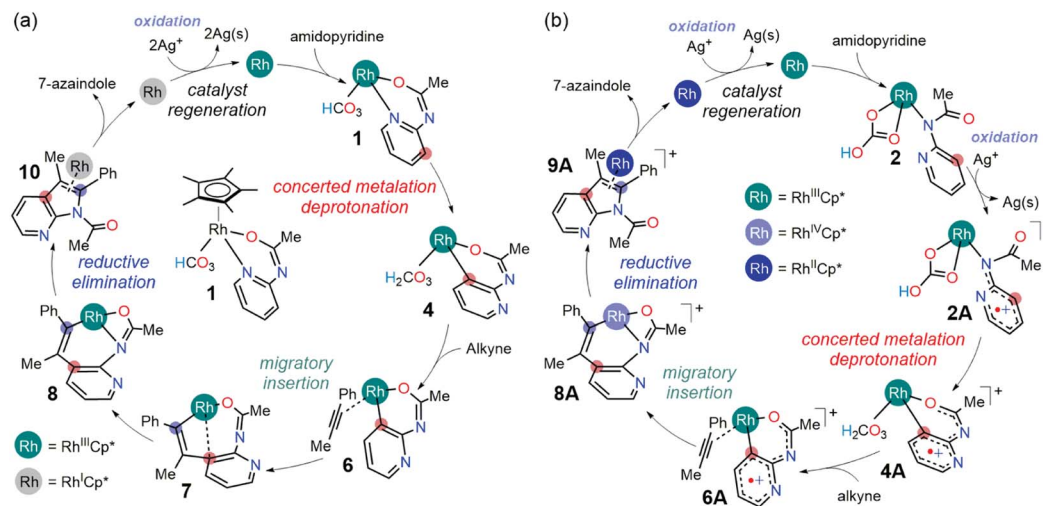 (a)
oxidation
2Ag+
2Ag(s)
Rh
amidopyridine
7-azaindole
Rh
catalyst
regeneration
Rh
O
Me
HCO3
N
N
1
10
Me
Rh
Ph
N
N
O
Me
concerted metalation
deprotonation
Rh
O
Me
HCO3
N
N
1
Rh
O
Me
H2CO3
N
N
4
reductive
elimination
Ph
Rh
O
Me
Me
N
N
8
Alkyne
migratory
insertion
Ph
Rh
O
Me
Me
N
N
6
Ph
Rh
O
Me
Me
N
N
7
Rh = RhIIICp*
Rh = RhICp*
(b)
oxidation
Ag+
Ag(s)
Rh
amidopyridine
7-azaindole
Rh
catalyst
regeneration
Rh
Me
O
N
O
O
HO
N
2
oxidation
Ag+
Ag(s)
9A
Me
Rh
Ph
]+
N
N
O
Me
Rh = RhIIICp*
Rh = RhIVCp*
Rh = RhIICp*
Rh
O
Me
N
O
O
HO
N
2A
reductive
elimination
Ph
Rh
O
]+
Me
Me
N
N
8A
concerted metalation
deprotonation
Rh
O
Me
]+
H2CO3
N
N
4A
migratory
insertion
Ph
Rh
O
Me
]+
Me
N
N
6A
alkyne